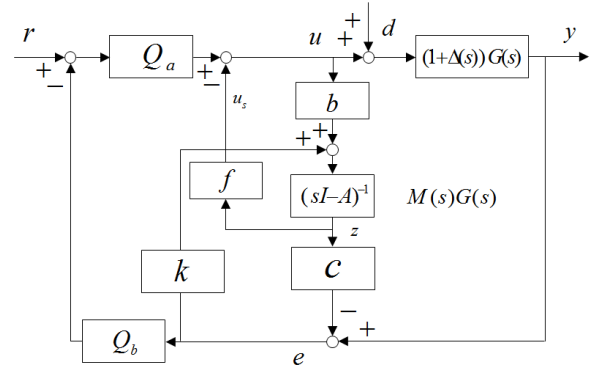 +
r
u
+
d
y
+
−
Q_a
+
−
+
(1+Δ(s))G(s)
u_s
b
+ +
f
(sI−A)⁻¹
M(s)G(s)
z
k
c
−
+
Q_b
e